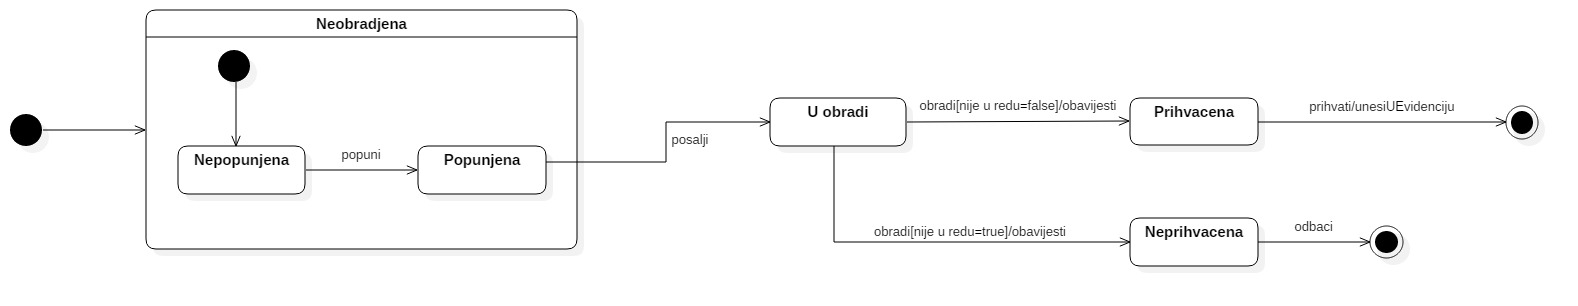 Neobradjena
Nepopunjena
popuni
Popunjena
posalji
U obradi
obradi[nije u redu=false]/obavijesti
Prihvacena
prihvati/unesiUEvidenciju
obradi[nije u redu=true]/obavijesti
Neprihvacena
odbaci